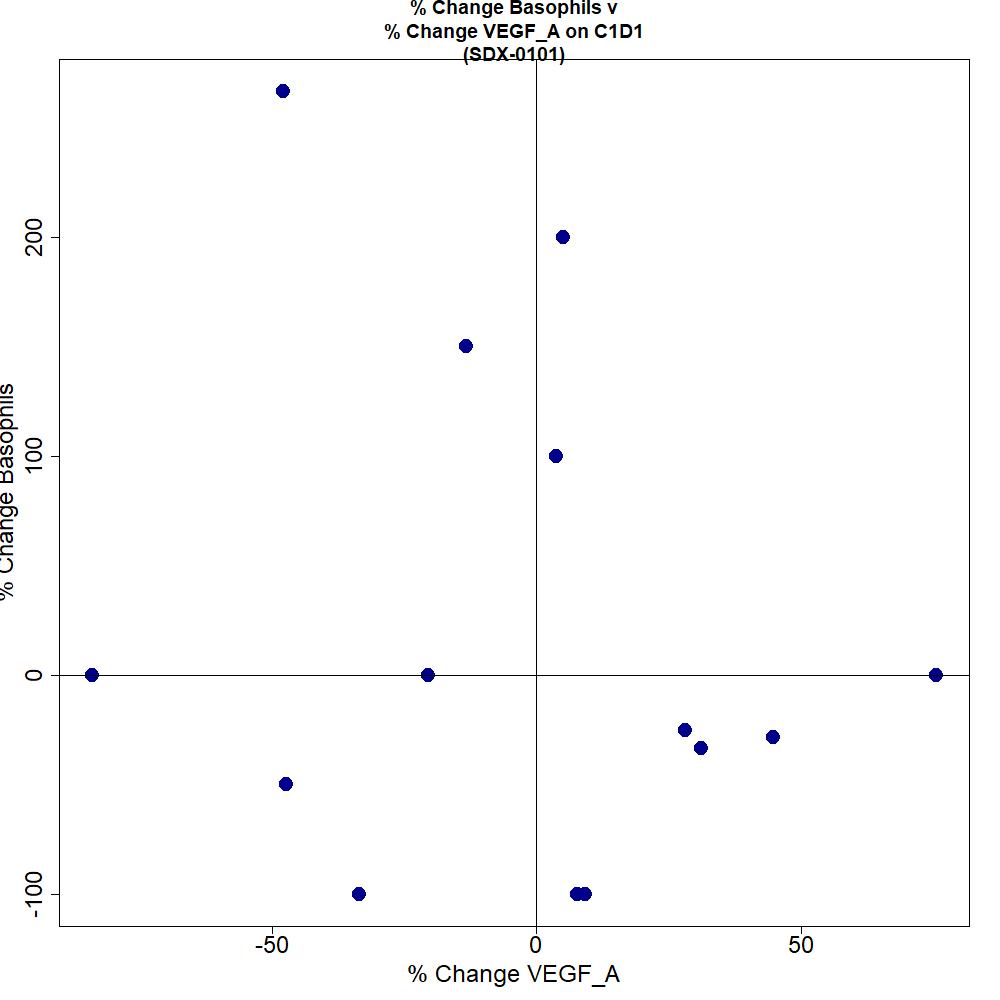 % Change Basophils v
% Change VEGF_A on C1D1
(SDX-0101)
% Change Basophils
200
100
0
-100
-50
0
50
% Change VEGF_A